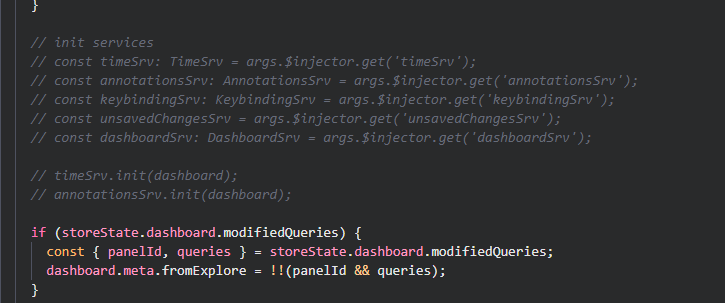 }
// init services
// const timeSrv: TimeSrv = args.$injector.get('timeSrv');
// const annotationsSrv: AnnotationsSrv = args.$injector.get('annotationsSrv');
// const keybindingSrv: KeybindingSrv = args.$injector.get('keybindingSrv');
// const unsavedChangesSrv = args.$injector.get('unsavedChangesSrv');
// const dashboardSrv: DashboardSrv = args.$injector.get('dashboardSrv');
// timeSrv.init(dashboard);
// annotationsSrv.init(dashboard);
if (storeState.dashboard.modifiedQueries) {
const { panelId, queries } = storeState.dashboard.modifiedQueries;
dashboard.meta.fromExplore = !!(panelId && queries);
}